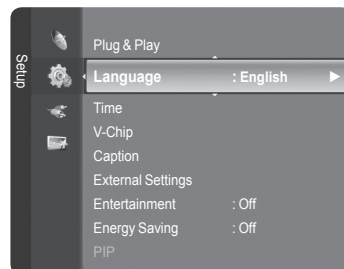 Setup
Plug & Play
Language : English
Time
V-Chip
Caption
External Settings
Entertainment : Off
Energy Saving : Off
PIP